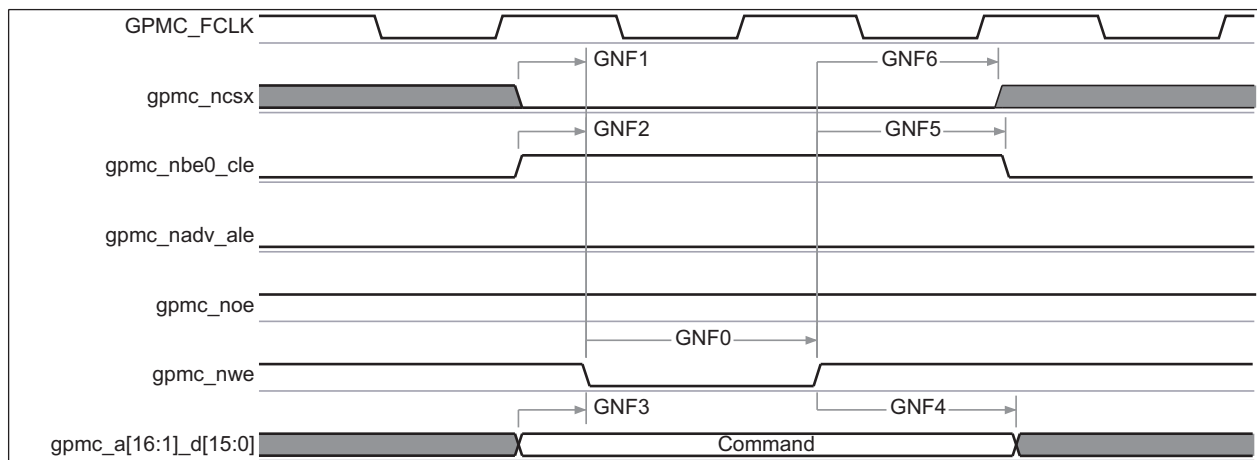 GPMC_FCLK
GNF1
GNF6
gpmc_ncsx
GNF2
GNF5
gpmc_nbe0_cle
gpmc_nadv_ale
gpmc_noe
GNF0
gpmc_nwe
GNF3
GNF4
gpmc_a[16:1]_d[15:0]
Command